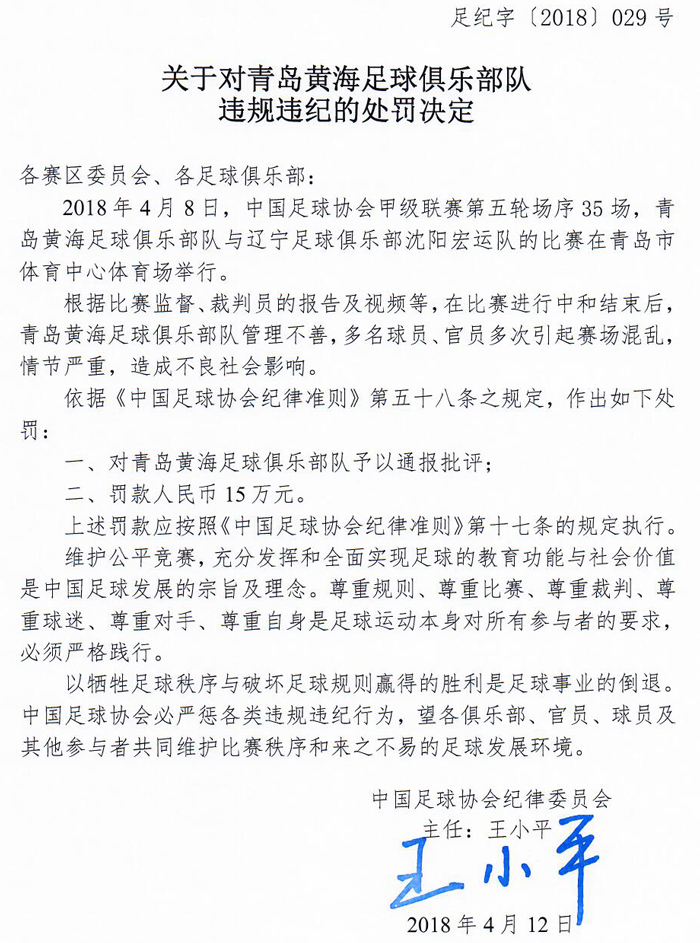 足纪字〔2018〕029号
关于对青岛黄海足球俱乐部队
违规违纪的处罚决定
各赛区委员会、各足球俱乐部：
2018年4月8日，中国足球协会甲级联赛第五轮场序35场，青
岛黄海足球俱乐部队与辽宁足球俱乐部沈阳宏运队的比赛在青岛市
体育中心体育场举行。
根据比赛监督、裁判员的报告及视频等，在比赛进行中和结束后，
青岛黄海足球俱乐部队管理不善，多名球员、官员多次引起赛场混乱，
情节严重，造成不良社会影响。
依据《中国足球协会纪律准则》第五十八条之规定，作出如下处
罚：
一、对青岛黄海足球俱乐部队予以通报批评；
二、罚款人民币15万元。
上述罚款应按照《中国足球协会纪律准则》第十七条的规定执行。
维护公平竞赛，充分发挥和全面实现足球的教育功能与社会价值
是中国足球发展的宗旨及理念。尊重规则、尊重比赛、尊重裁判、尊
重球迷、尊重对手、尊重自身是足球运动本身对所有参与者的要求，
必须严格践行。
以牺牲足球秩序与破坏足球规则赢得的胜利是足球事业的倒退。
中国足球协会必严惩各类违规违纪行为，望各俱乐部、官员、球员及
其他参与者共同维护比赛秩序和来之不易的足球发展环境。
中国足球协会纪律委员会
主任：王小平
王小平
2018年4月12日